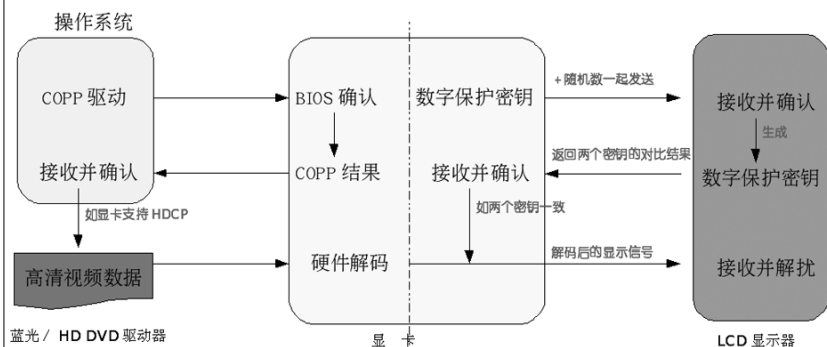 操作系统
COPP 驱动
BIOS 确认
数字保护密钥
+ 随机数一起发送
接收并确认
生成
接收并确认
COPP 结果
接收并确认
返回两个密钥的对比结果
数字保护密钥
如显卡支持 HDCP
如两个密钥一致
高清视频数据
硬件解码
解码后的显示信号
接收并解扰
蓝光 / HD DVD 驱动器
显 卡
LCD 显示器